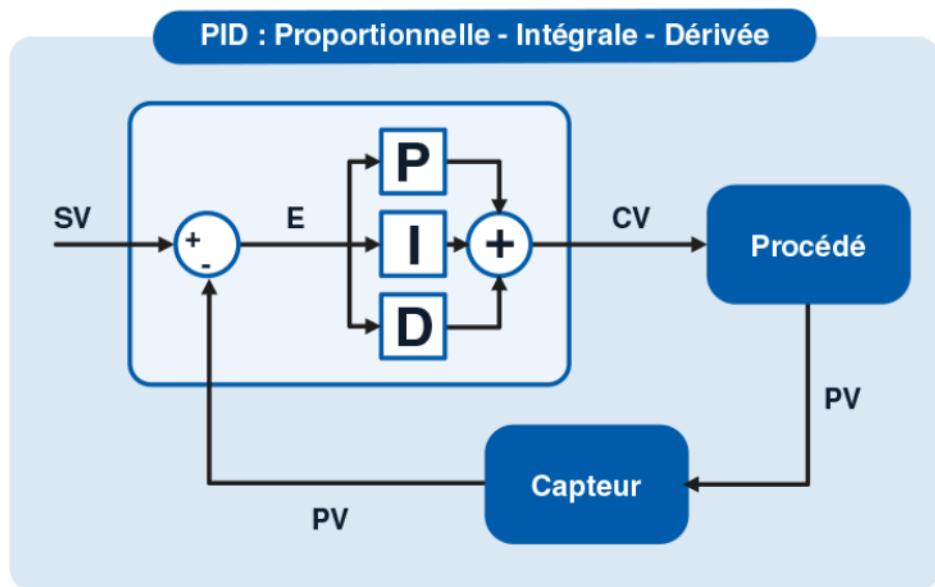 PID : Proportionnelle - Intégrale - Dérivée
P
SV
E
CV
+
-
I
+
Procédé
D
PV
Capteur
PV